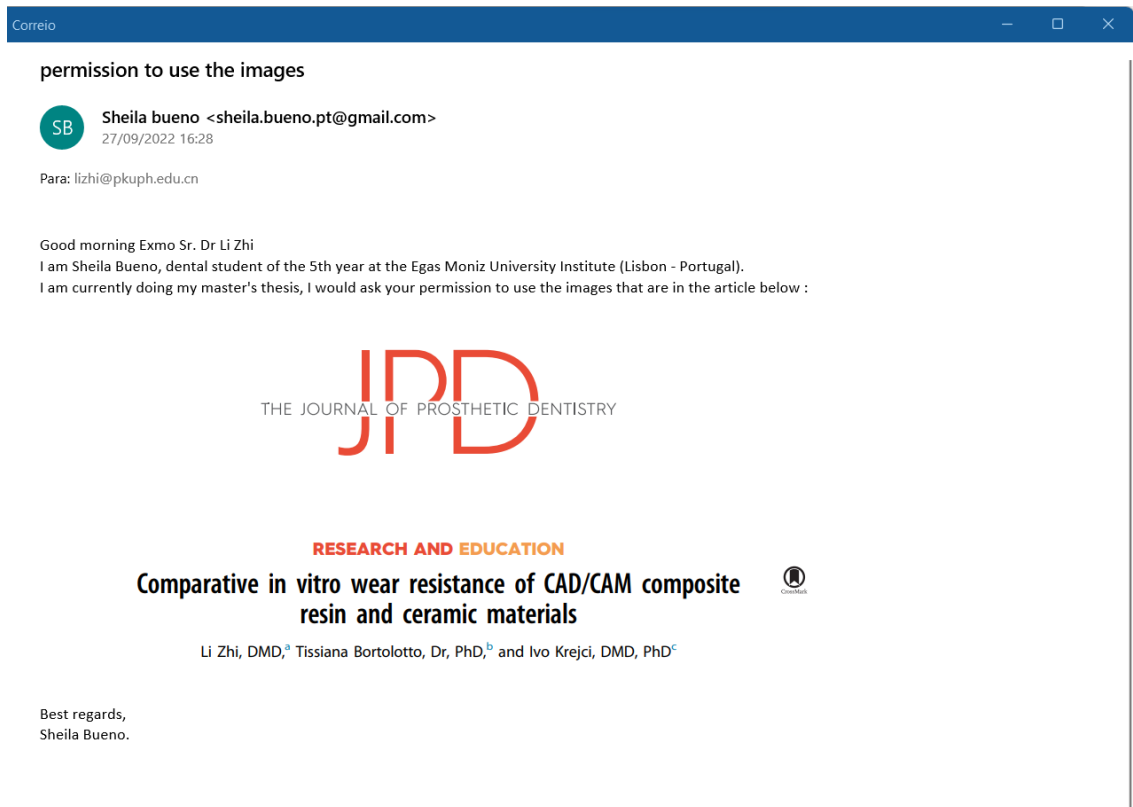 Correio
permission to use the images
SB
Sheila bueno <sheila.bueno.pt@gmail.com>
27/09/2022 16:28
Para: lizhi@pkuph.edu.cn
Good morning Exmo Sr. Dr Li Zhi
I am Sheila Bueno, dental student of the 5th year at the Egas Moniz University Institute (Lisbon - Portugal).
I am currently doing my master's thesis, I would ask your permission to use the images that are in the article below :
JPD
THE JOURNAL OF PROSTHETIC DENTISTRY
RESEARCH AND EDUCATION
Comparative in vitro wear resistance of CAD/CAM composite
resin and ceramic materials
CrossMark
Li Zhi, DMD,a Tissiana Bortolotto, Dr, PhD,b and Ivo Krejci, DMD, PhDc
Best regards,
Sheila Bueno.